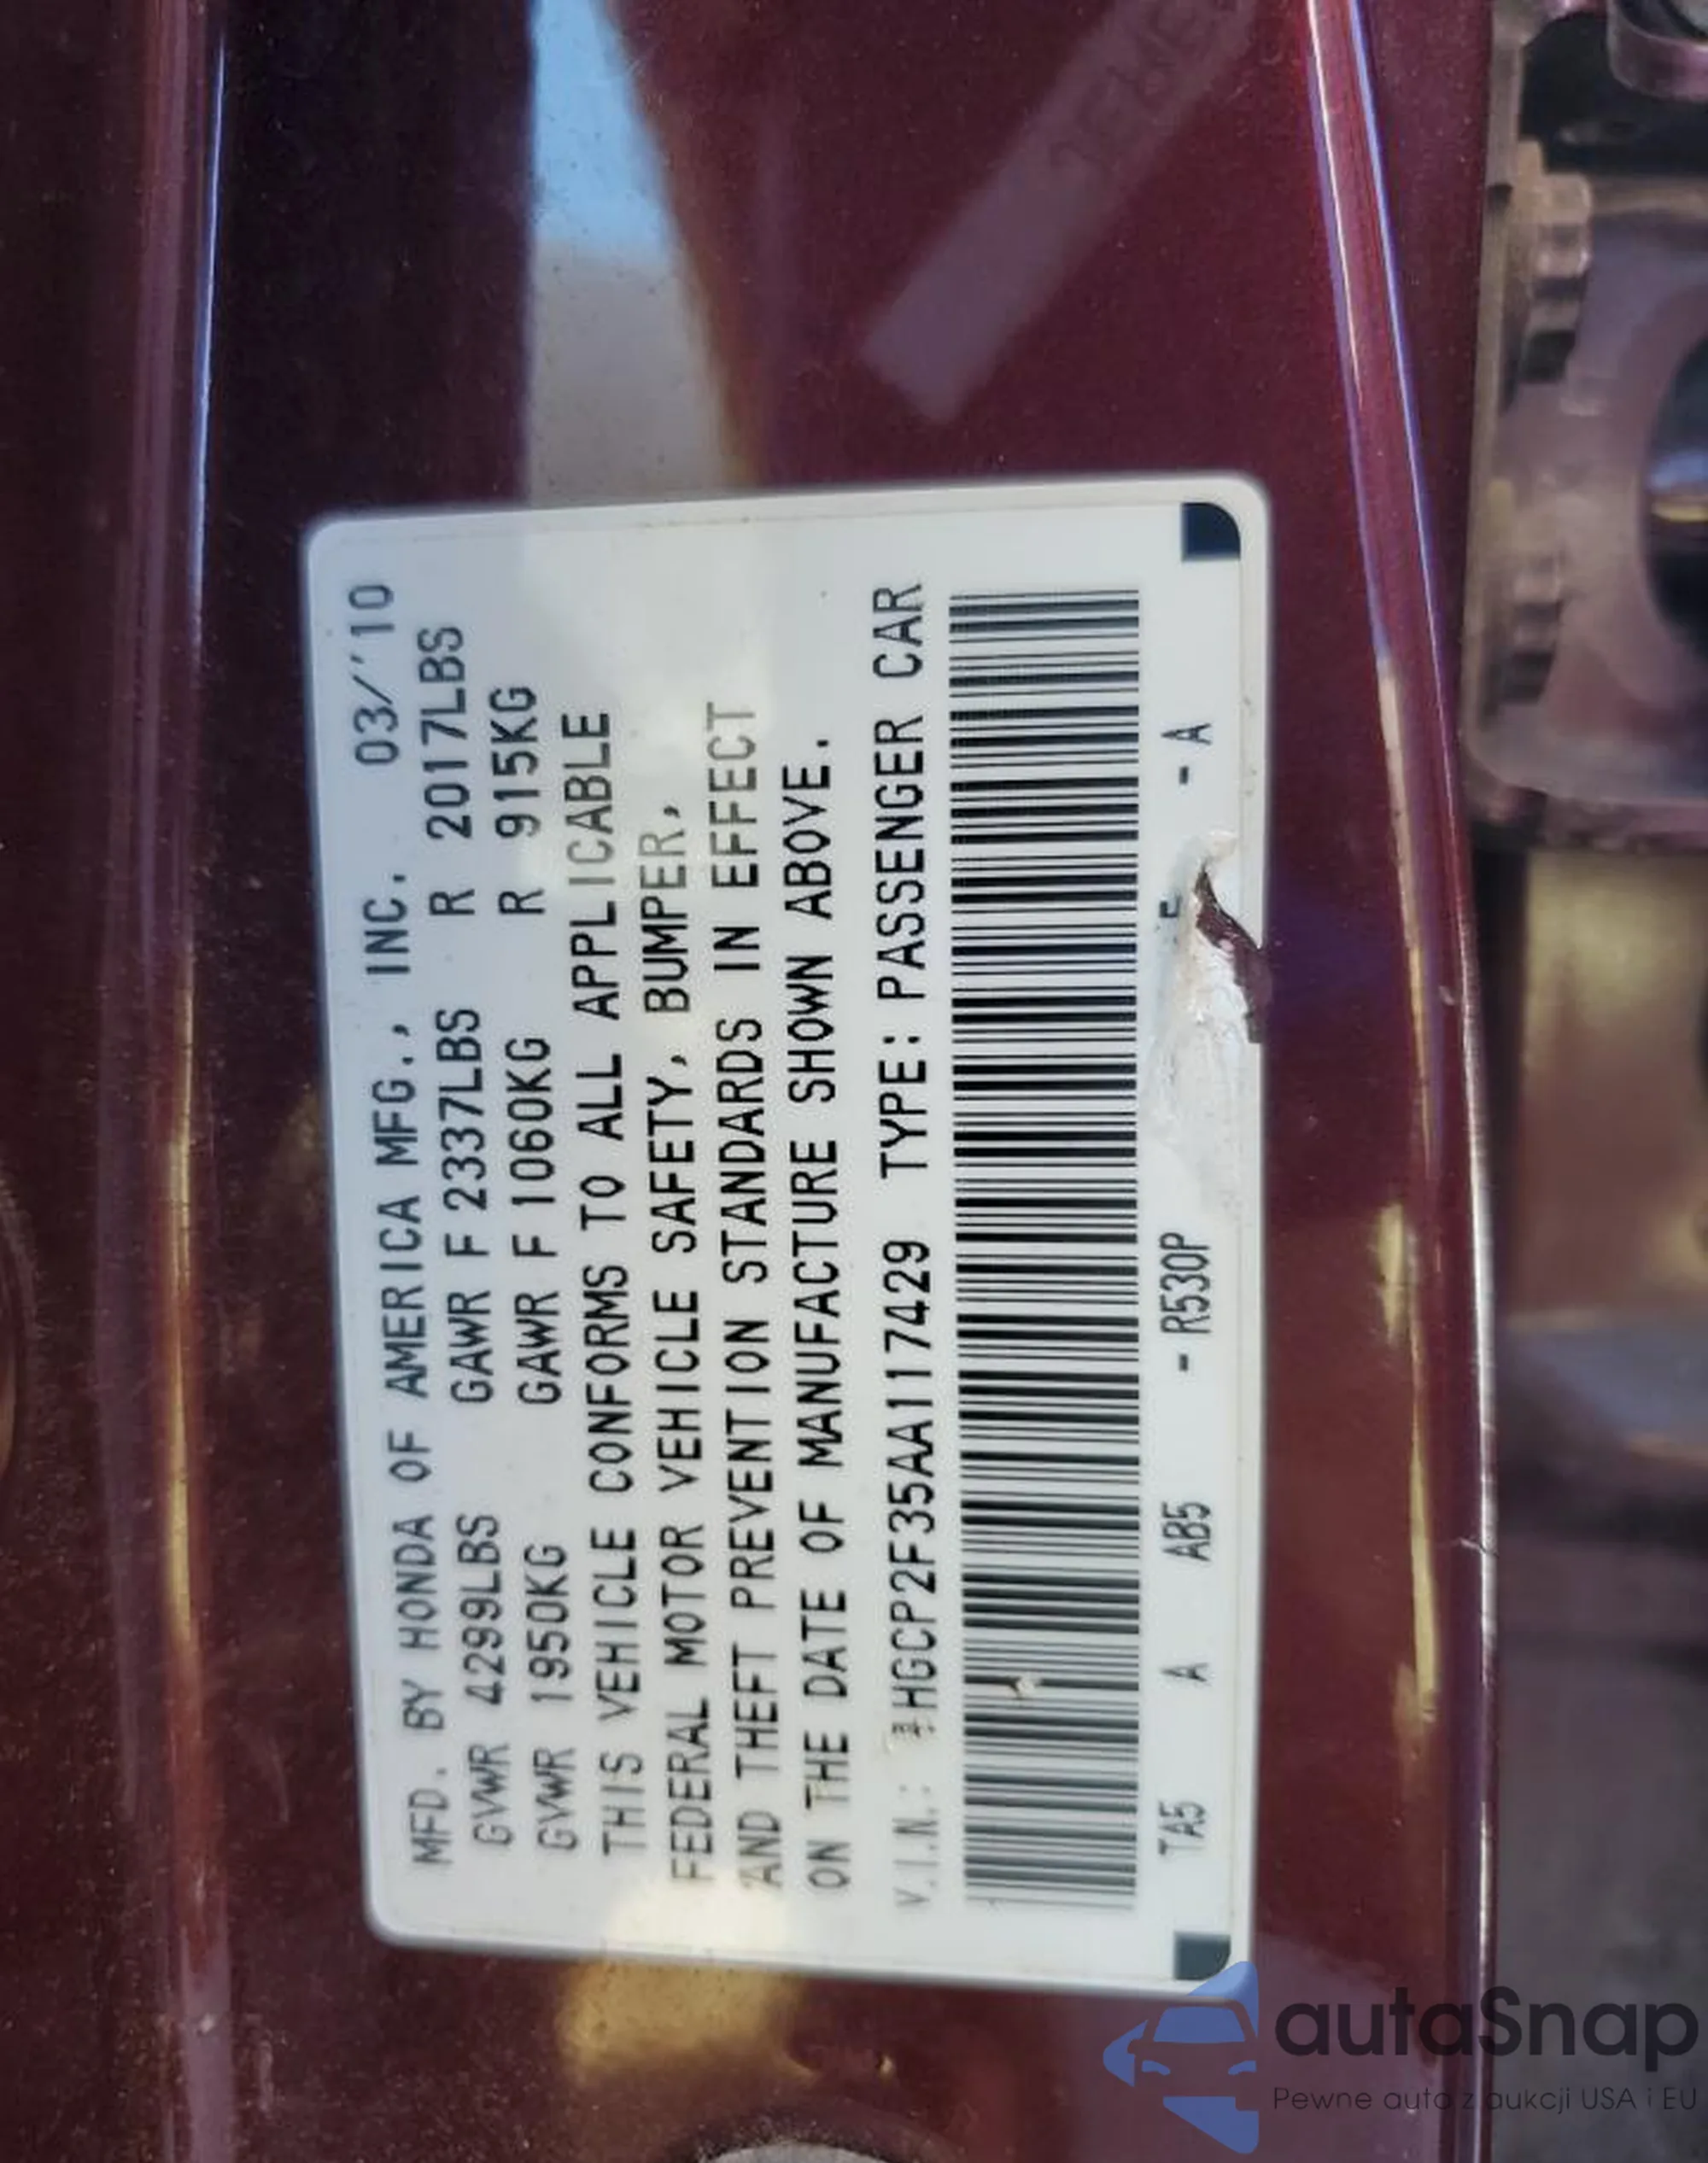 MFD. BY HONDA OF AMERICA MFG., INC. 03/'10
GVWR 4299LBS GAWR F 2337LBS R 2017LBS
GVWR 1950KG GAWR F 1060KG R 915KG
THIS VEHICLE CONFORMS TO ALL APPLICABLE
FEDERAL MOTOR VEHICLE SAFETY, BUMPER,
AND THEFT PREVENTION STANDARDS IN EFFECT
ON THE DATE OF MANUFACTURE SHOWN ABOVE.
V.I.N.: 1HGCP2F35AA117429 TYPE: PASSENGER CAR
TA5 A AB5 - R530P - A
autaSnap
Pewne auto z aukcji USA i EU